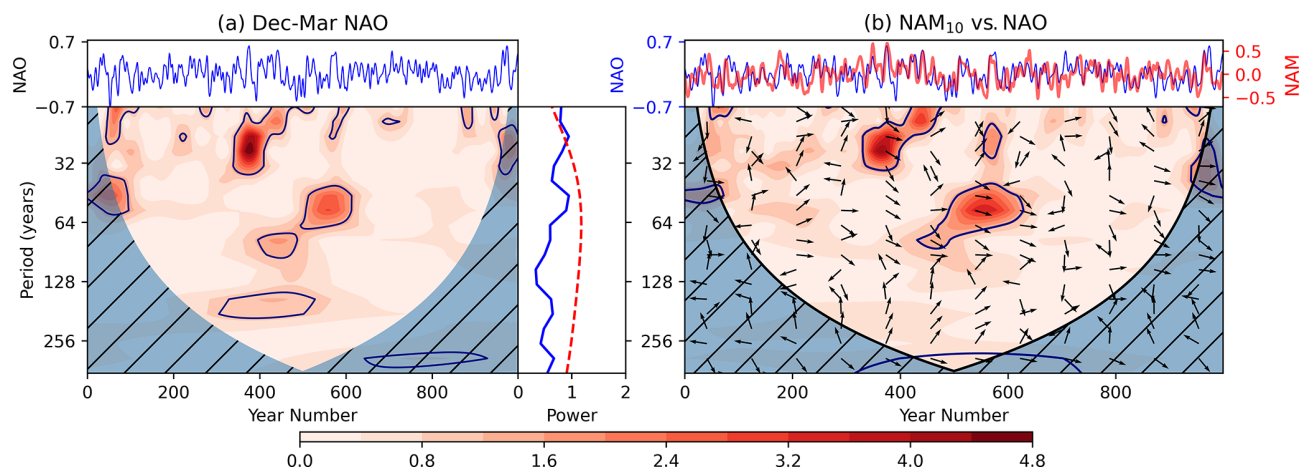 (a) Dec-Mar NAO
(b) NAM10 vs. NAO
0.7
NAO
−0.7
0.7
NAO
−0.7
0.5
0.0
−0.5
NAM
32
64
128
256
Period (years)
0 200 400 600 800
Year Number
0 1 2
Power
32
64
128
256
0 200 400 600 800
Year Number
0.0 0.8 1.6 2.4 3.2 4.0 4.8